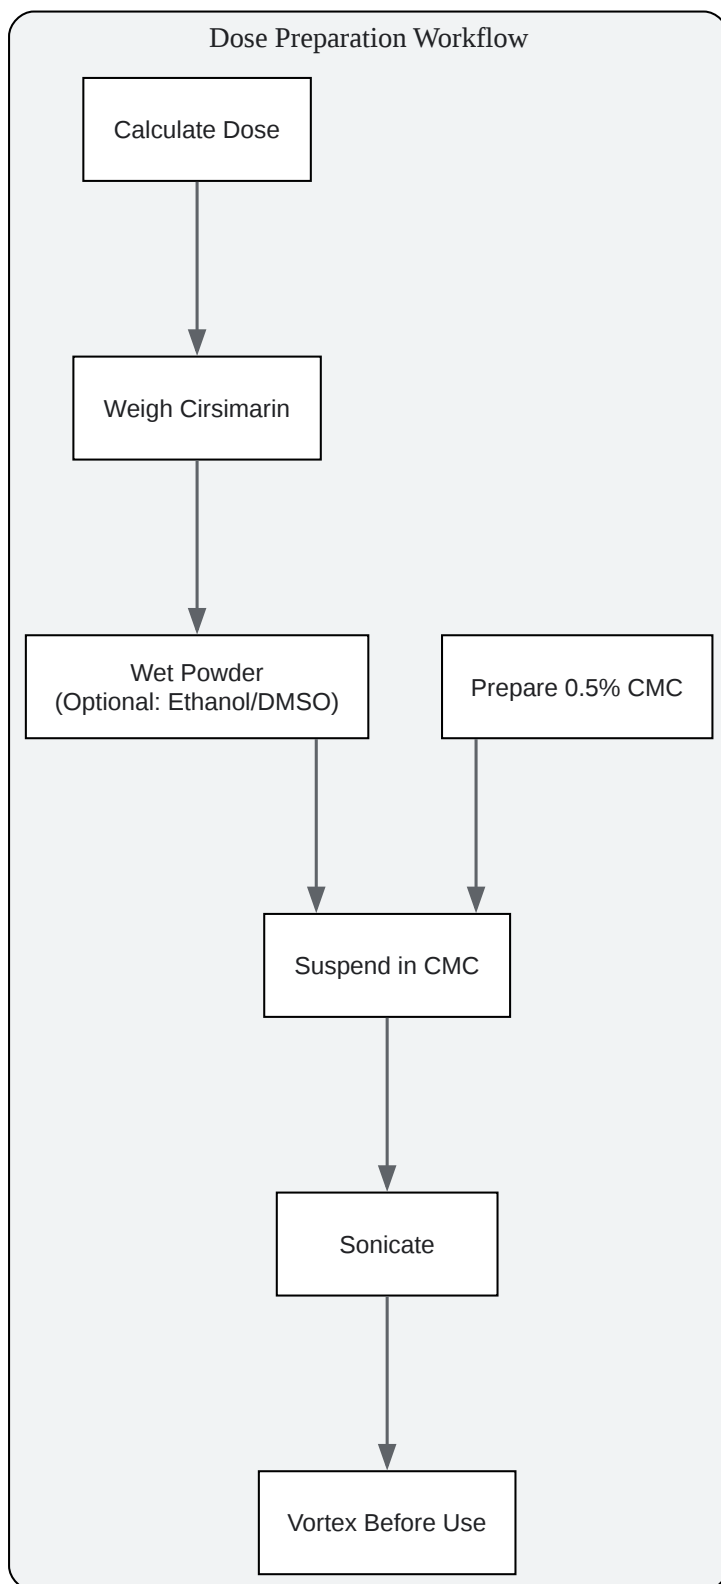 Dose Preparation Workflow
Calculate Dose
Weigh Cirsimarin
Wet Powder
(Optional: Ethanol/DMSO)
Prepare 0.5% CMC
Suspend in CMC
Sonicate
Vortex Before Use